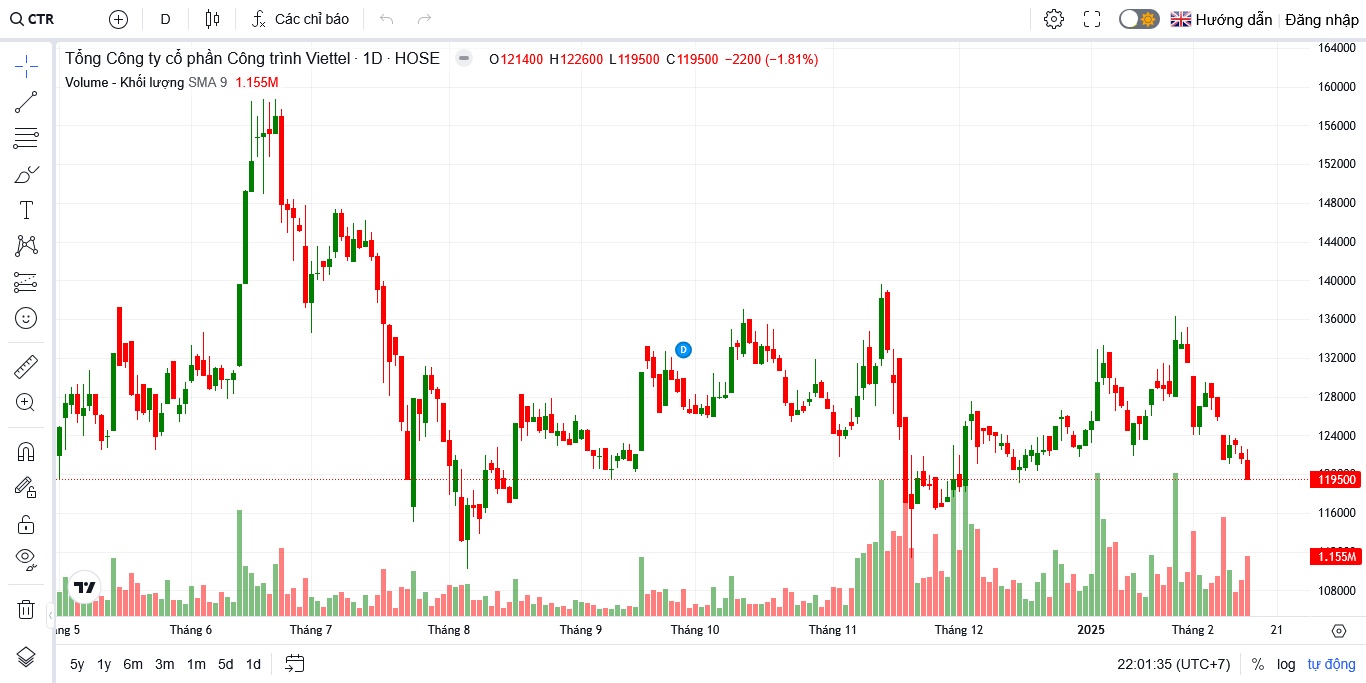 CTR D Các chỉ báo Hướng dẫn Đăng nhập
Tổng Công ty cổ phần Công trình Viettel · 1D · HOSE O121400 H122600 L119500 C119500 −2200 (−1.81%)
Volume - Khối lượng SMA 9 1.155M
164000
160000
156000
152000
148000
144000
140000
136000
132000
128000
124000
119500
116000
1.155M
108000
D
Tháng 6 Tháng 7 Tháng 8 Tháng 9 Tháng 10 Tháng 11 Tháng 12 2025 Tháng 2 21
5y 1y 6m 3m 1m 5d 1d 22:01:35 (UTC+7) % log tự động